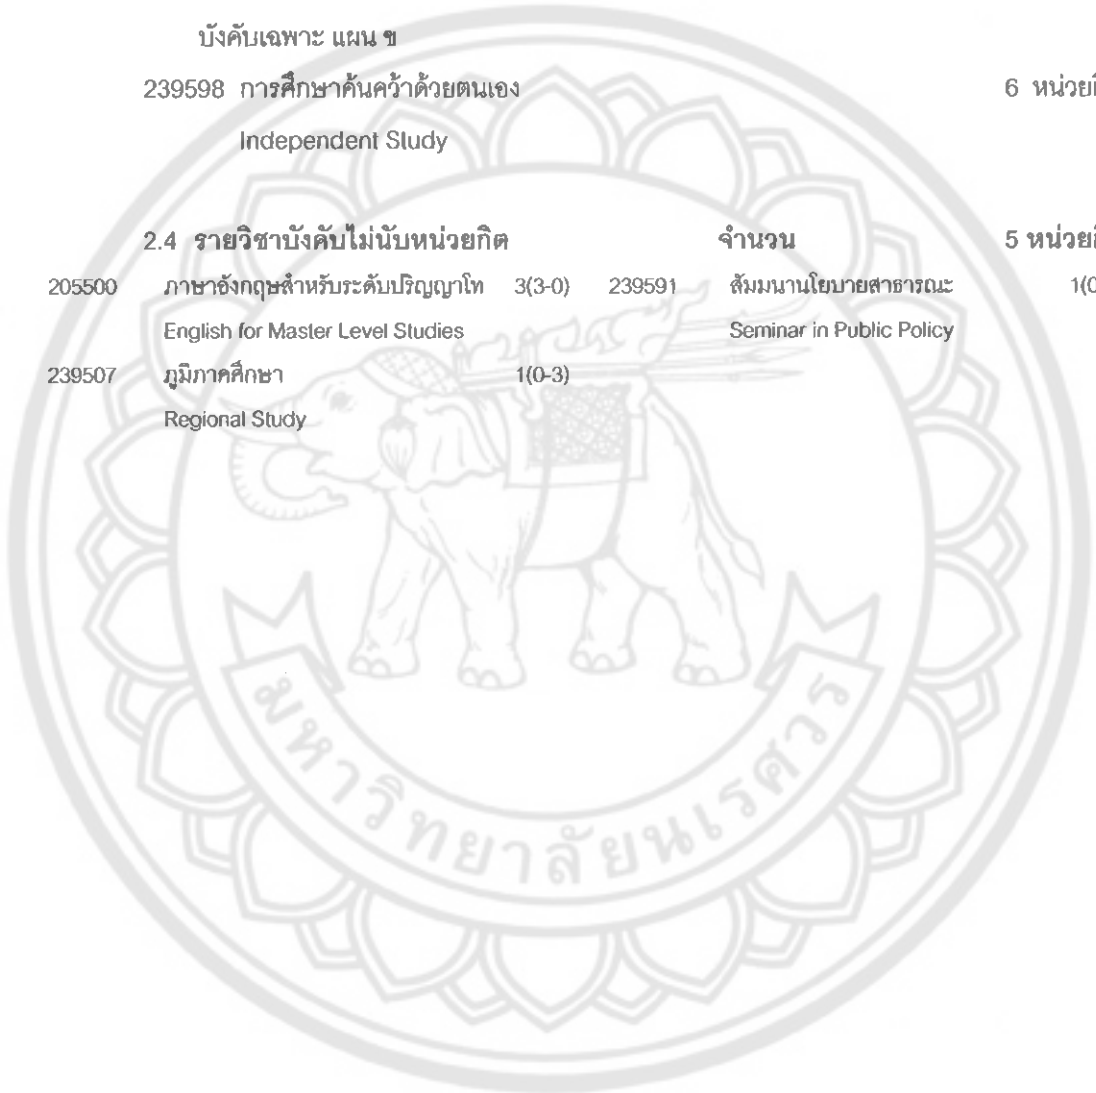 บังคับเฉพาะ แผน ข
239598 การศึกษาค้นคว้าด้วยตนเอง 6 หน่วยกิ
Independent Study
2.4 รายวิชาบังคับไม่นับหน่วยกิต จำนวน 5 หน่วยกิ
205500 ภาษาอังกฤษสำหรับระดับปริญญาโท 3(3-0) 239591 สัมมนานโยบายสาธารณะ 1(0
English for Master Level Studies Seminar in Public Policy
239507 ภูมิภาคศึกษา 1(0-3)
Regional Study
มหาวิทยาลัยนเรศวร